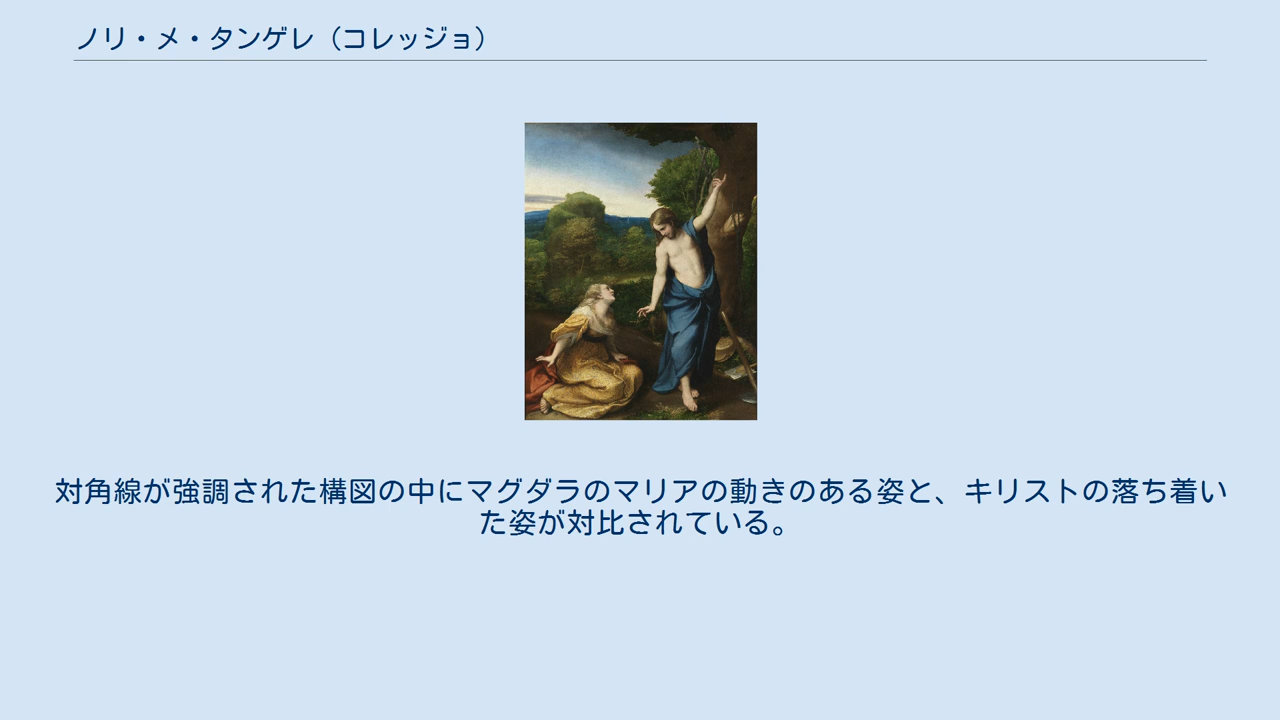 ノリ・メ・タンゲレ（コレッジョ）
対角線が強調された構図の中にマグダラのマリアの動きのある姿と、キリストの落ち着い
た姿が対比されている。